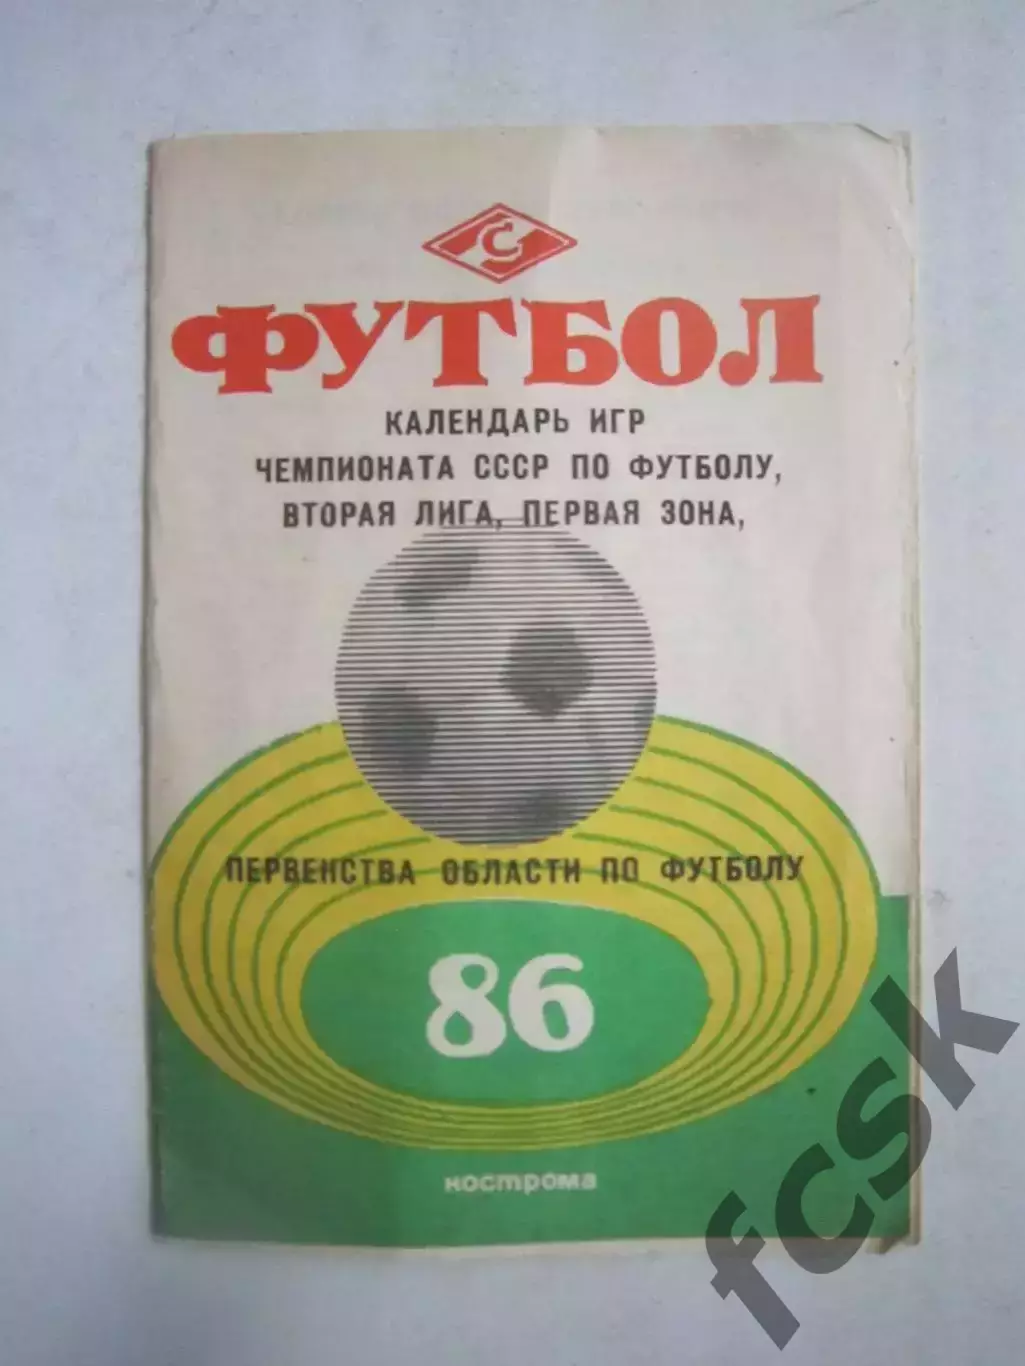 С
ФУТБОЛ
КАЛЕНДАРЬ ИГР
ЧЕМПИОНАТА СССР ПО ФУТБОЛУ,
ВТОРАЯ ЛИГА, ПЕРВАЯ ЗОНА,
ПЕРВЕНСТВА ОБЛАСТИ ПО ФУТБОЛУ
86
кострома
fcsk